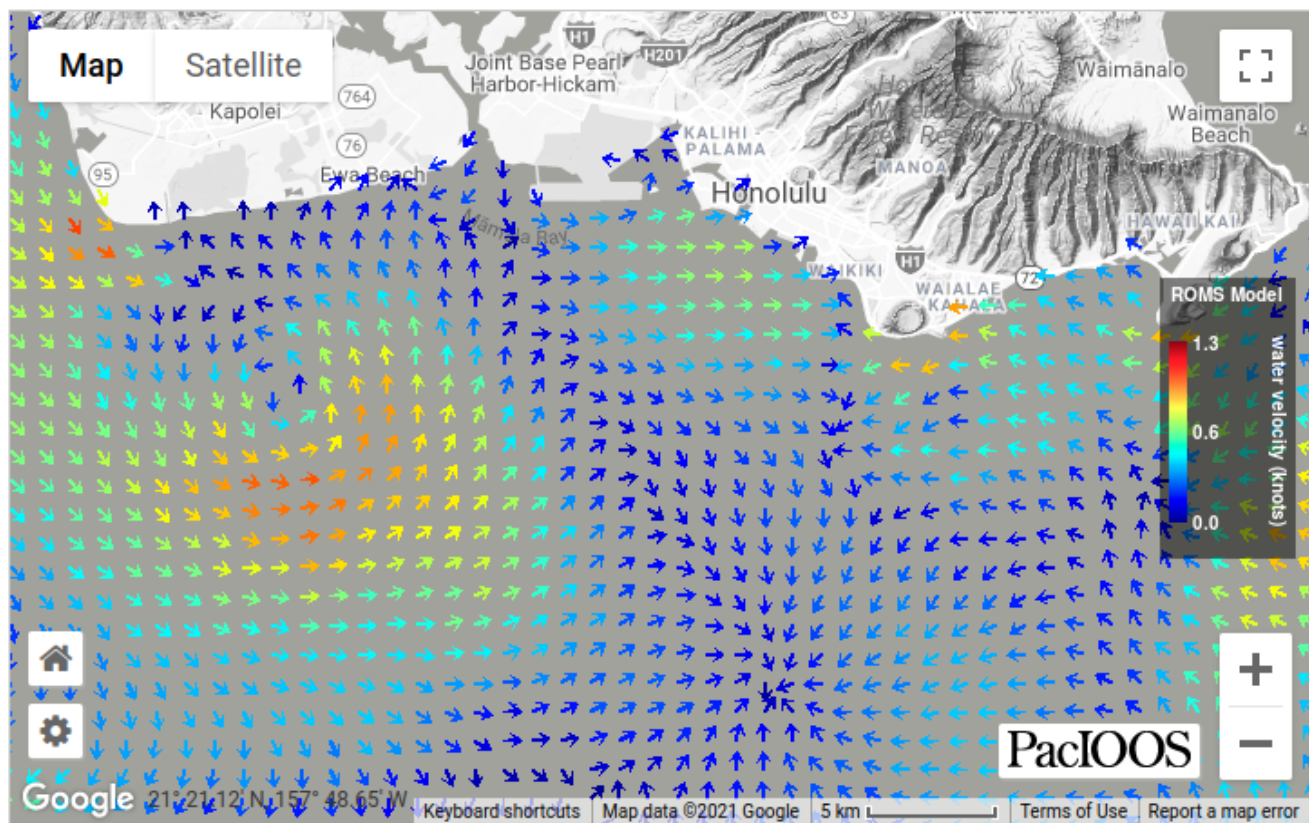 Map
Satellite
H1
H201
63
Joint Base Pearl
Harbor-Hickam
Waimānalo
Kapolei
764
Waimanalo
Beach
KALIHI -
PALAMA
76
95
Ewa Beach
MANOA
Honolulu
HAWAII KAI
Māmala Bay
H1
WAIKIKI
72
WAIALAE
KAHALA
ROMS Model
1.3
0.6
0.0
water velocity (knots)
+
PacIOOS
−
Google
21° 21.12' N, 157° 48.65' W
Keyboard shortcuts
Map data ©2021 Google
5 km
Terms of Use
Report a map error